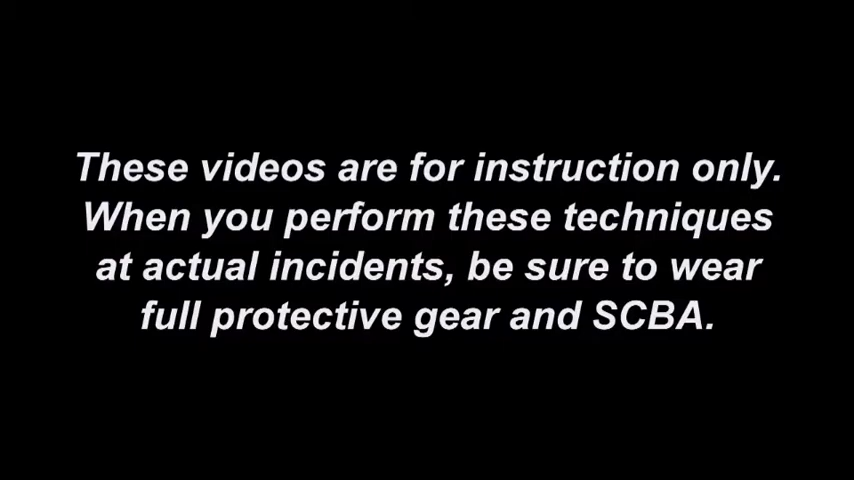 These videos are for instruction only.
When you perform these techniques
at actual incidents, be sure to wear
full protective gear and SCBA.